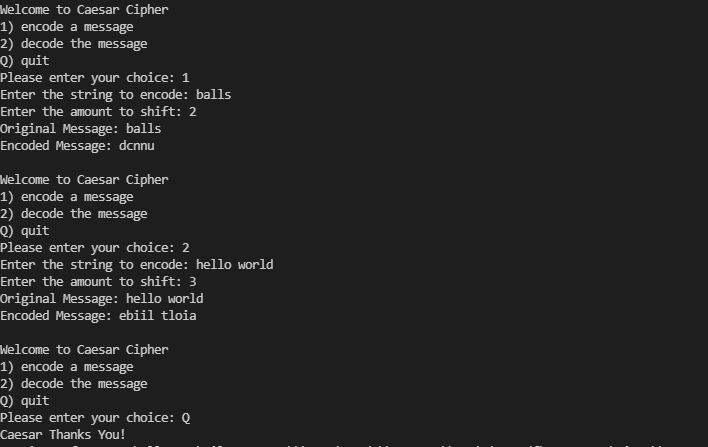 Welcome to Caesar Cipher
1) encode a message
2) decode the message
Q) quit
Please enter your choice: 1
Enter the string to encode: balls
Enter the amount to shift: 2
Original Message: balls
Encoded Message: dcnnu
Welcome to Caesar Cipher
1) encode a message
2) decode the message
Q) quit
Please enter your choice: 2
Enter the string to encode: hello world
Enter the amount to shift: 3
Original Message: hello world
Encoded Message: ebiil tloia
Welcome to Caesar Cipher
1) encode a message
2) decode the message
Q) quit
Please enter your choice: Q
Caesar Thanks You!